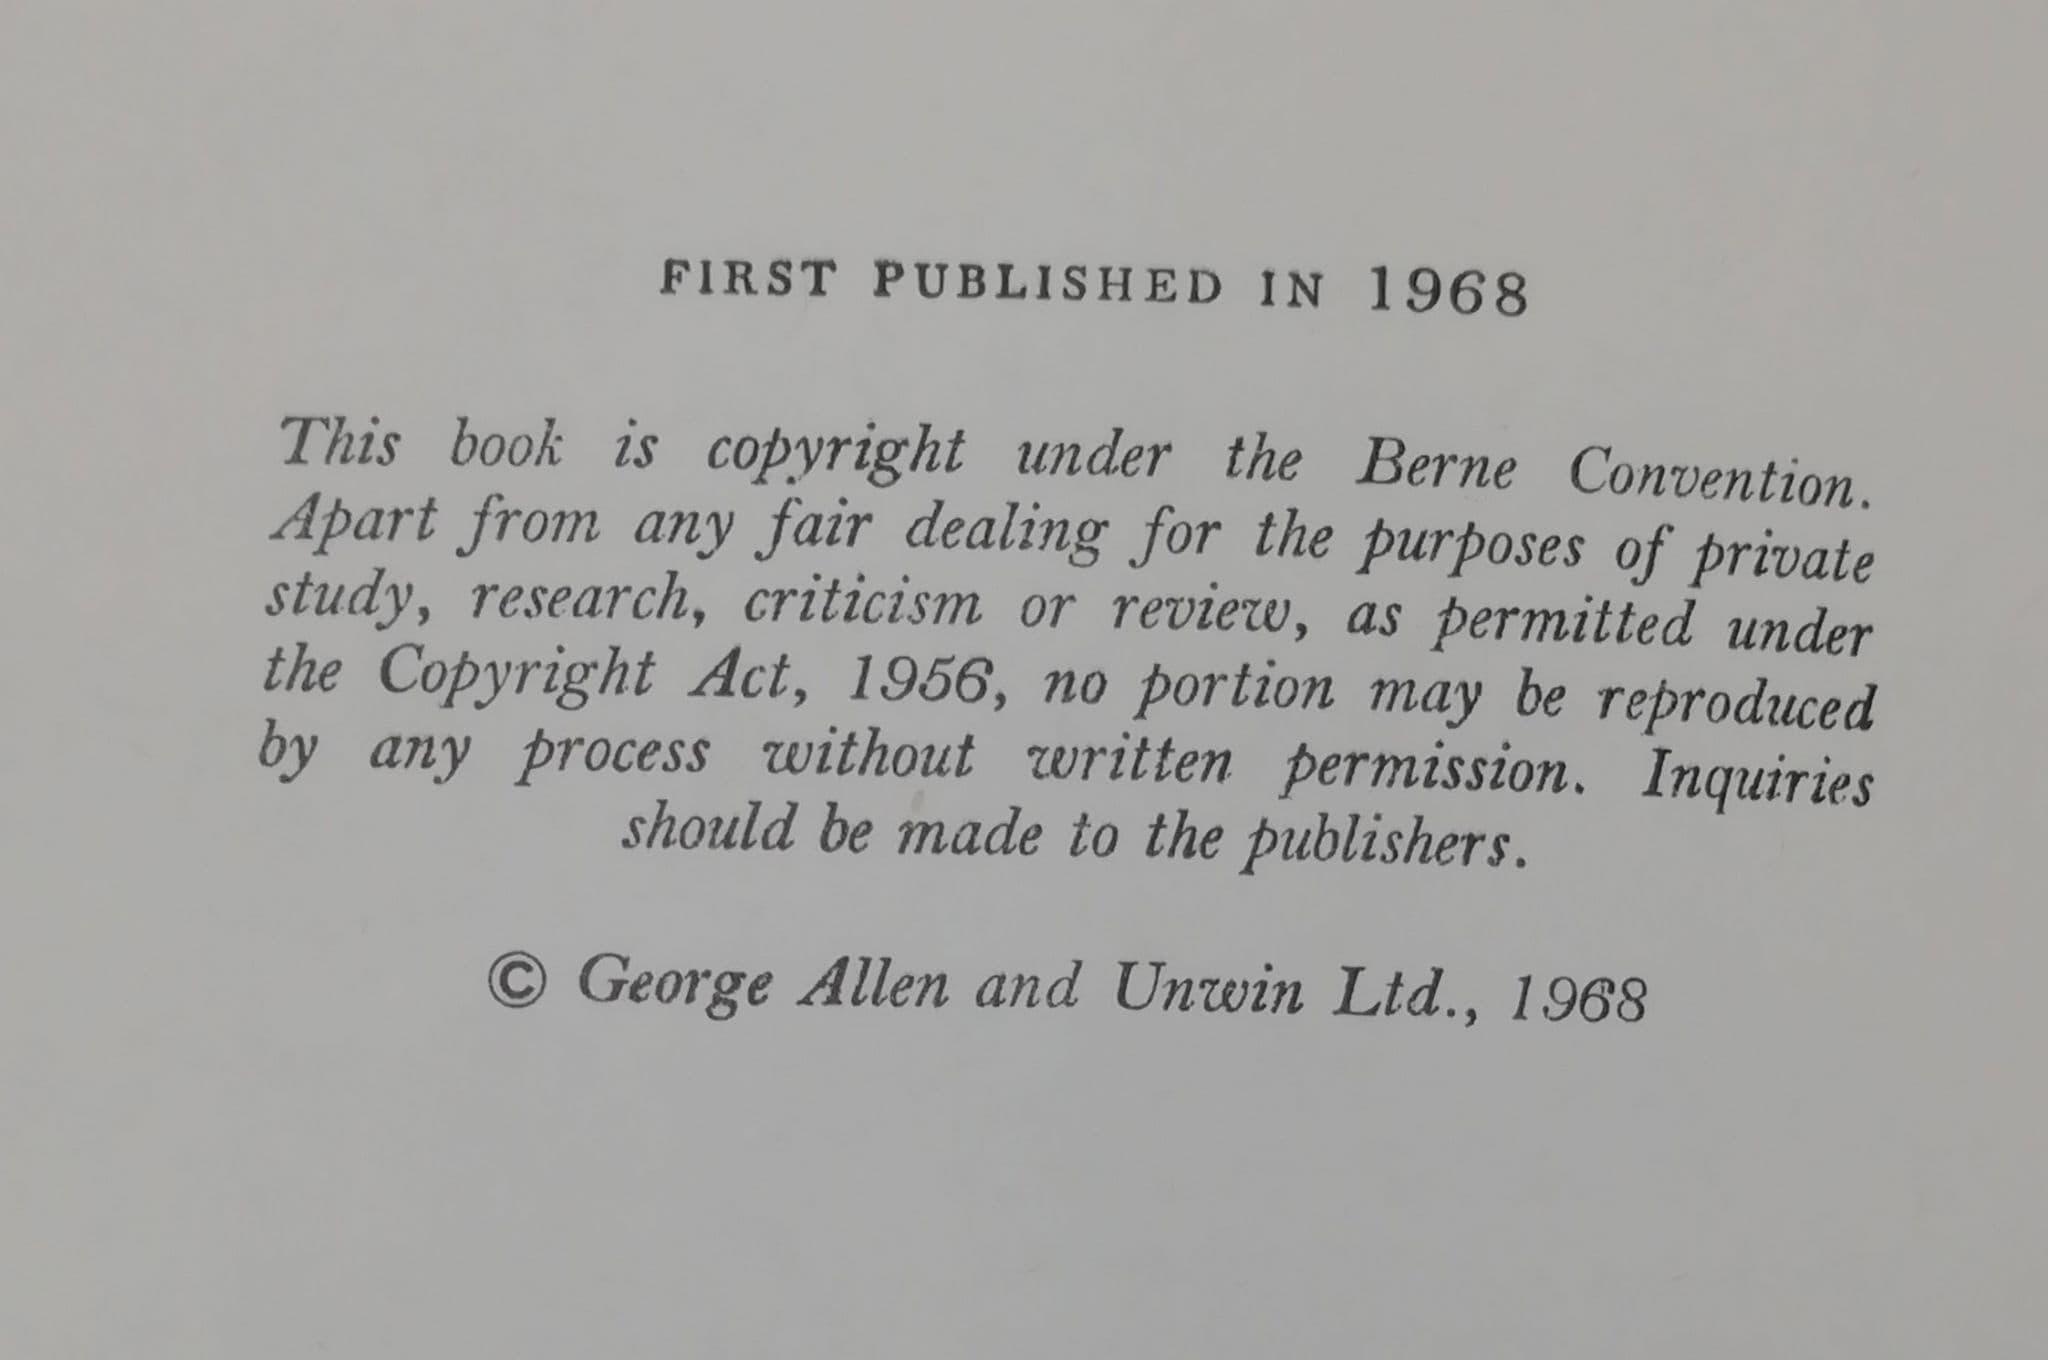 FIRST PUBLISHED IN 1968
This book is copyright under the Berne Convention.
Apart from any fair dealing for the purposes of private
study, research, criticism or review, as permitted under
the Copyright Act, 1956, no portion may be reproduced
by any process without written permission. Inquiries
should be made to the publishers.
© George Allen and Unwin Ltd., 1968